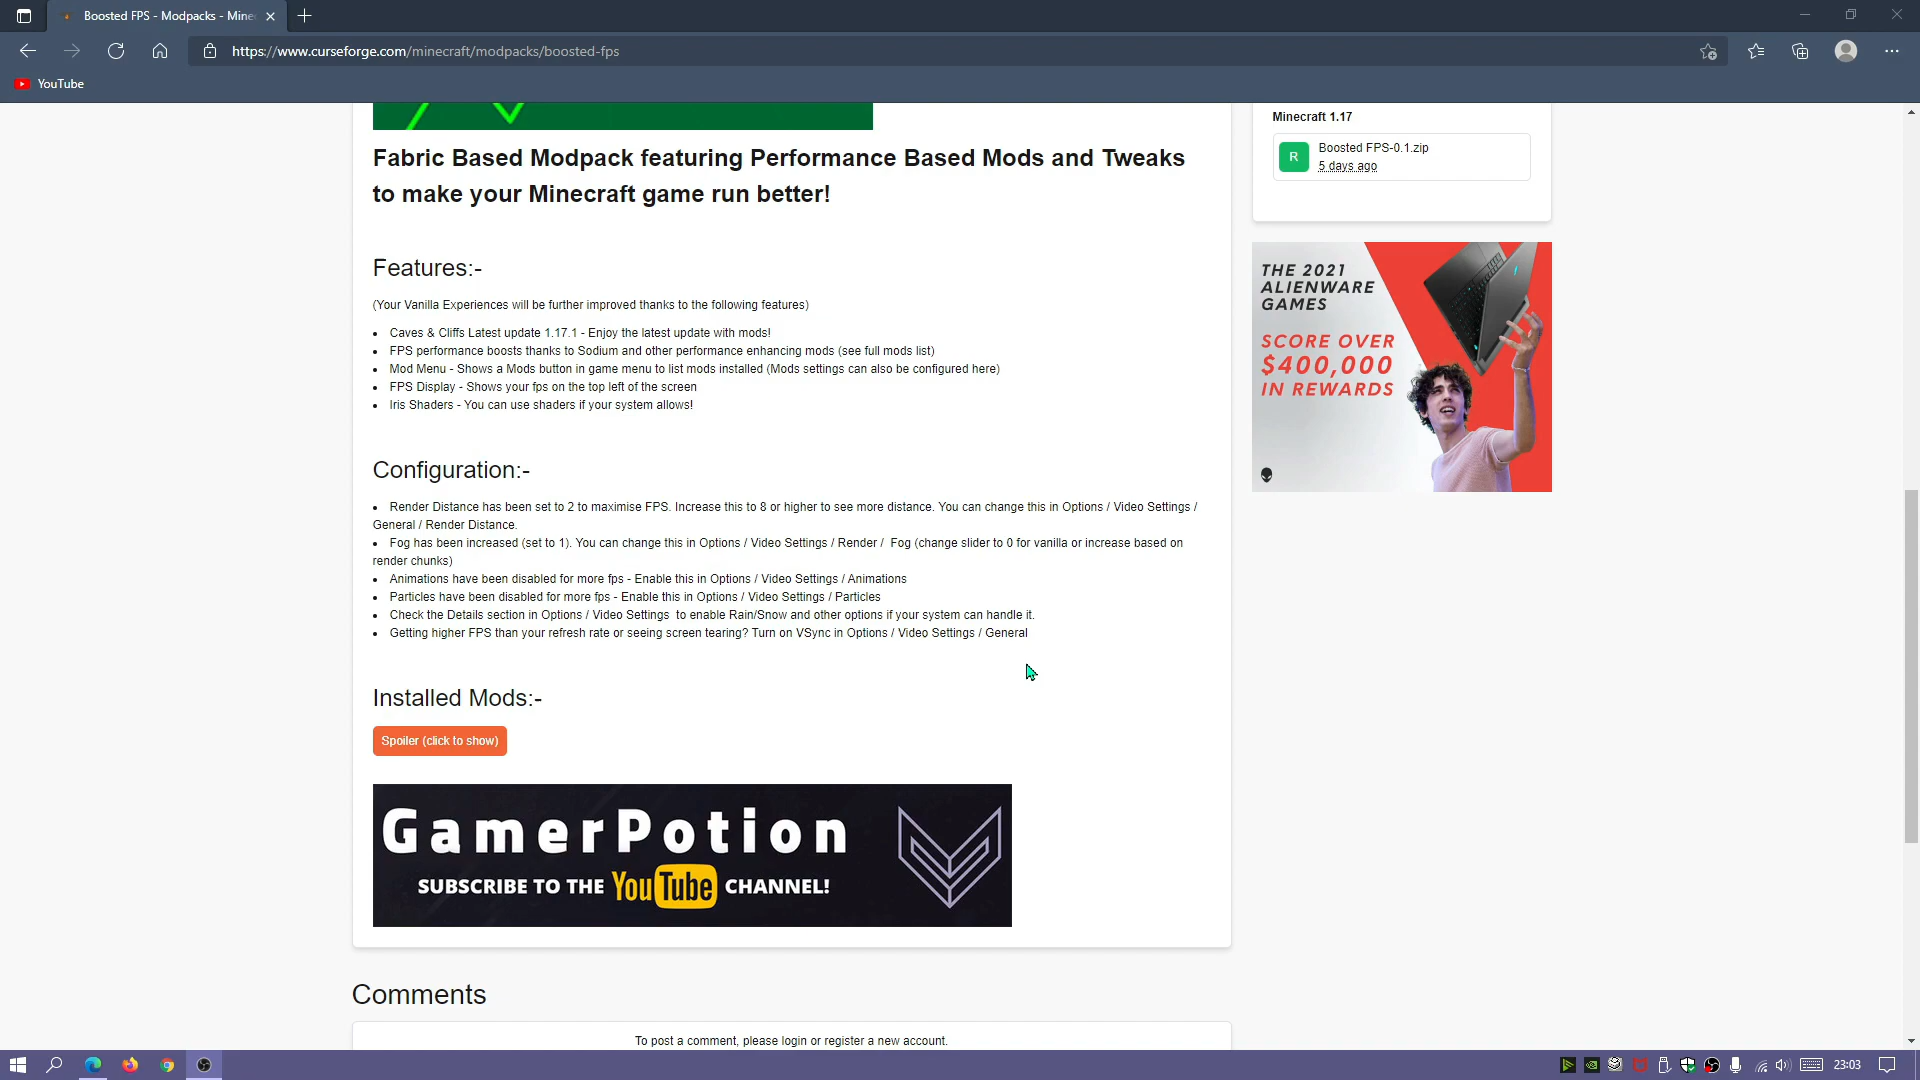 Boosted FPS - Modpacks - Mine
https://www.curseforge.com/minecraft/modpacks/boosted-fps
YouTube
Fabric Based Modpack featuring Performance Based Mods and Tweaks
to make your Minecraft game run better!
Features:-
(Your Vanilla Experiences will be further improved thanks to the following features)
• Caves & Cliffs Latest update 1.17.1 - Enjoy the latest update with mods!
• FPS performance boosts thanks to Sodium and other performance enhancing mods (see full mods list)
• Mod Menu - Shows a Mods button in game menu to list mods installed (Mods settings can also be configured here)
• FPS Display - Shows your fps on the top left of the screen
• Iris Shaders - You can use shaders if your system allows!
Configuration:-
• Render Distance has been set to 2 to maximise FPS. Increase this to 8 or higher to see more distance. You can change this in Options / Video Settings /
General / Render Distance.
• Fog has been increased (set to 1). You can change this in Options / Video Settings / Render / Fog (change slider to 0 for vanilla or increase based on
render chunks)
• Animations have been disabled for more fps - Enable this in Options / Video Settings / Animations
• Particles have been disabled for more fps - Enable this in Options / Video Settings / Particles
• Check the Details section in Options / Video Settings to enable Rain/Snow and other options if your system can handle it.
• Getting higher FPS than your refresh rate or seeing screen tearing? Turn on VSync in Options / Video Settings / General
Installed Mods:-
Spoiler (click to show)
GamerPotion
SUBSCRIBE TO THE YouTube CHANNEL!
Comments
To post a comment, please login or register a new account.
Minecraft 1.17
R
Boosted FPS-0.1.zip
5 days ago
THE 2021
ALIENWARE
GAMES
SCORE OVER
$400,000
IN REWARDS
23:03